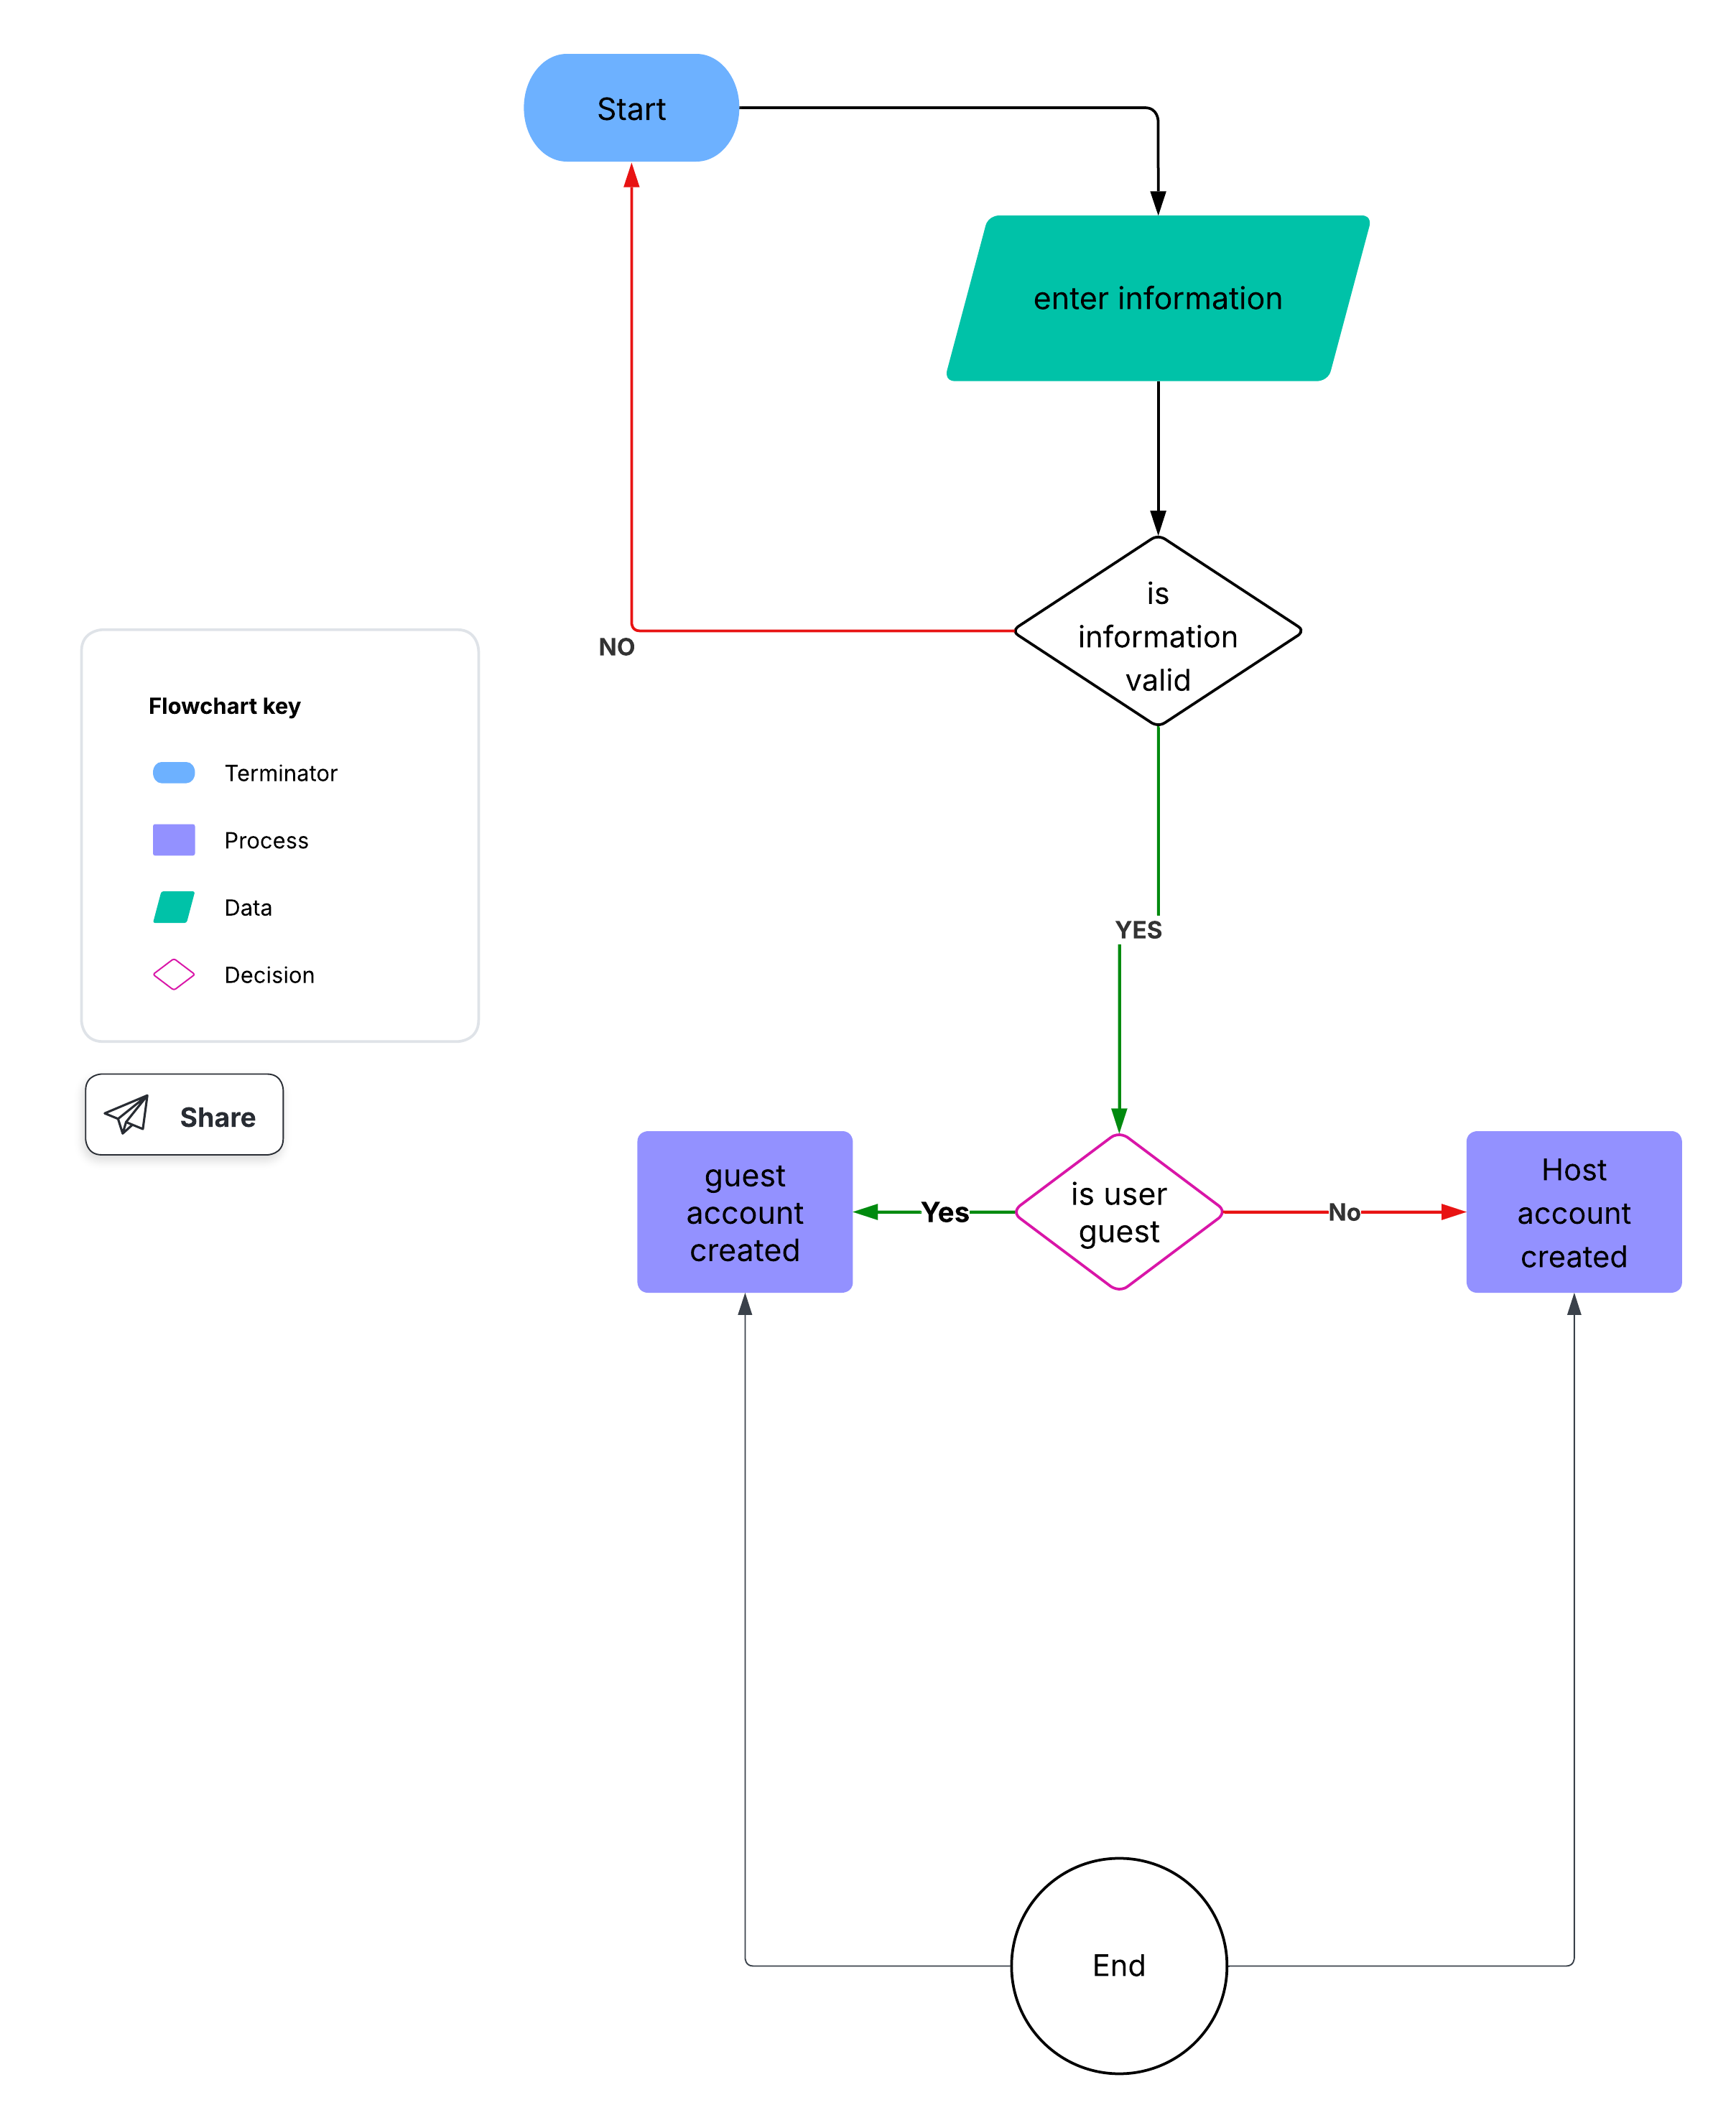 Start
enter information
is
information
valid
NO
Flowchart key
Terminator
Process
Data
Decision
YES
Share
guest
account
created
Yes
is user
guest
No
Host
account
created
End